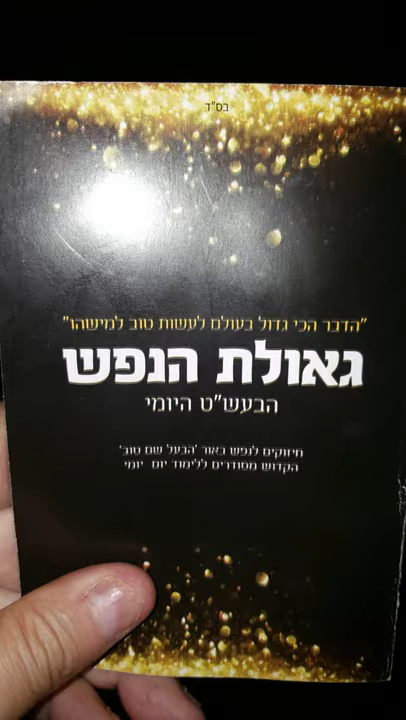 בס"ד
"הדבר הכי גדול בעולם לעשות טוב למישהו"
גאולת הנפש
הבעש"ט היומי
חיזוקים לנפש באור 'הבעל שם טוב'
הקדוש מסודרים ללימוד יום יומי